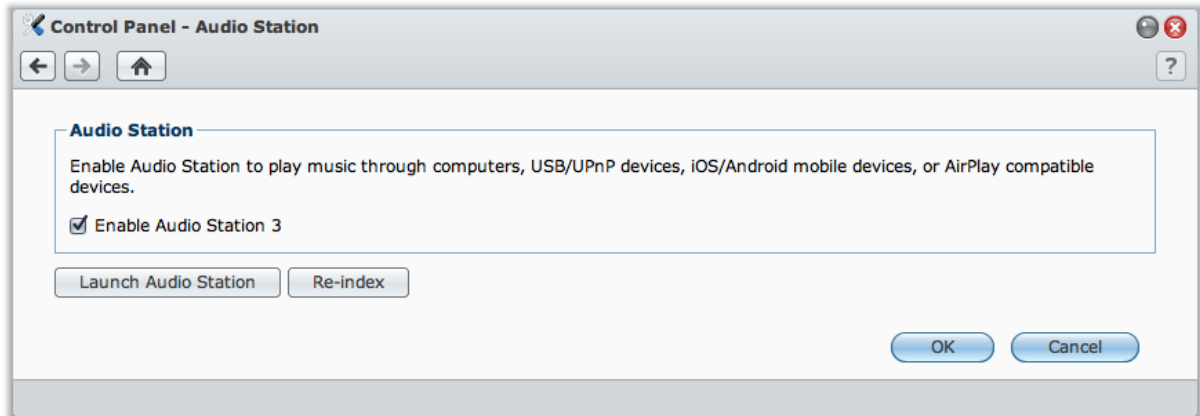 Control Panel - Audio Station
?
Audio Station
Enable Audio Station to play music through computers, USB/UPnP devices, iOS/Android mobile devices, or AirPlay compatible
devices.
Enable Audio Station 3
Launch Audio Station Re-index
OK Cancel